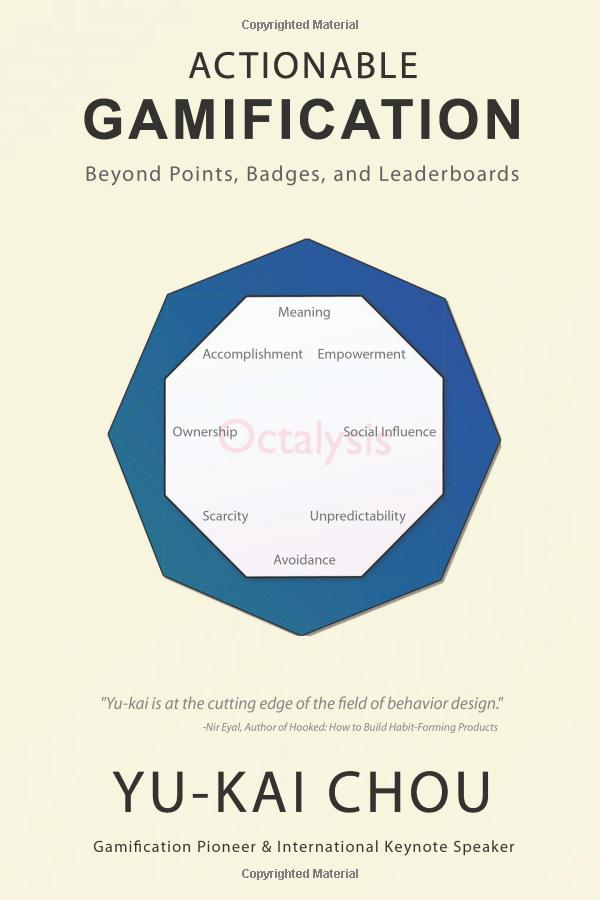 Copyrighted Material
ACTIONABLE
GAMIFICATION
Beyond Points, Badges, and Leaderboards
Meaning
Accomplishment Empowerment
Ownership Octalysis Social Influence
Scarcity Unpredictability
Avoidance
"Yu-kai is at the cutting edge of the field of behavior design."
-Nir Eyal, Author of Hooked: How to Build Habit-Forming Products
YU-KAI CHOU
Gamification Pioneer & International Keynote Speaker
Copyrighted Material